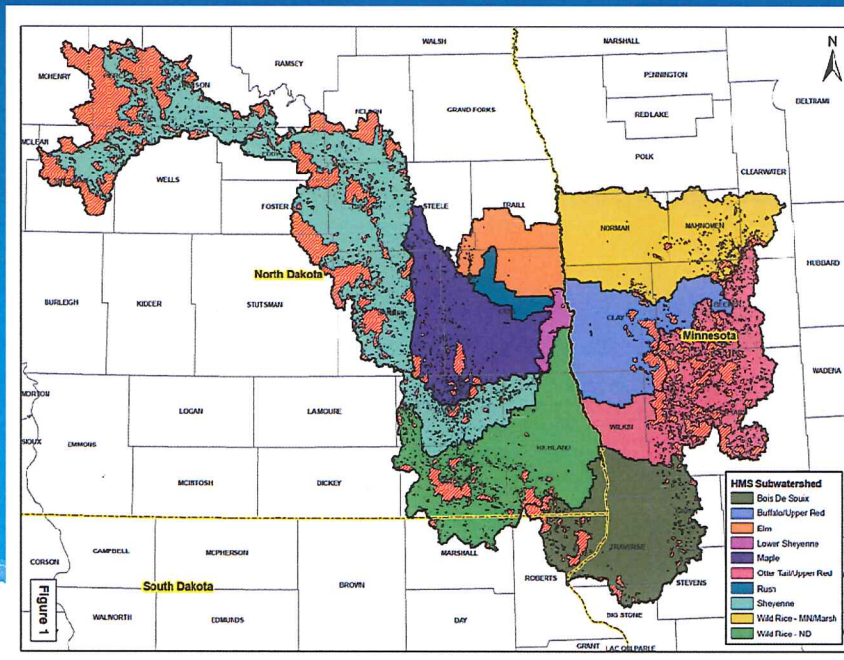 WALSH
MARSHALL
N
RAMSEY
MCHENRY
PENNINGTON
BELTRAMI
GRAND FORKS
REDLAKE
POLK
MCLEAN
CLEARWATER
WELLS
FOSTER
STEELE
TRAILL
NORMAN
MAHNOMEN
HUBBARD
North Dakota
BURLEIGH
KIDDER
STUTSMAN
CLAY
Minnesota
WADENA
MORTON
LOGAN
LAMOURE
WILKIN
SIOUX
EMMONS
RICHLAND
MCINTOSH
DICKEY
HMS Subwatershed
Bois De Souix
Buffalo/Upper Red
Elm
Lower Sheyenne
Maple
Otter Tail/Upper Red
Rush
Sheyenne
Wild Rice - MN/Marsh
Wild Rice - ND
CAMPBELL
MCPHERSON
MARSHALL
TRAVERSE
CORSON
ROBERTS
STEVENS
South Dakota
BROWN
BIG STONE
WALWORTH
EDMUNDS
DAY
GRANT
LAC QUI PARLE
Figure 1